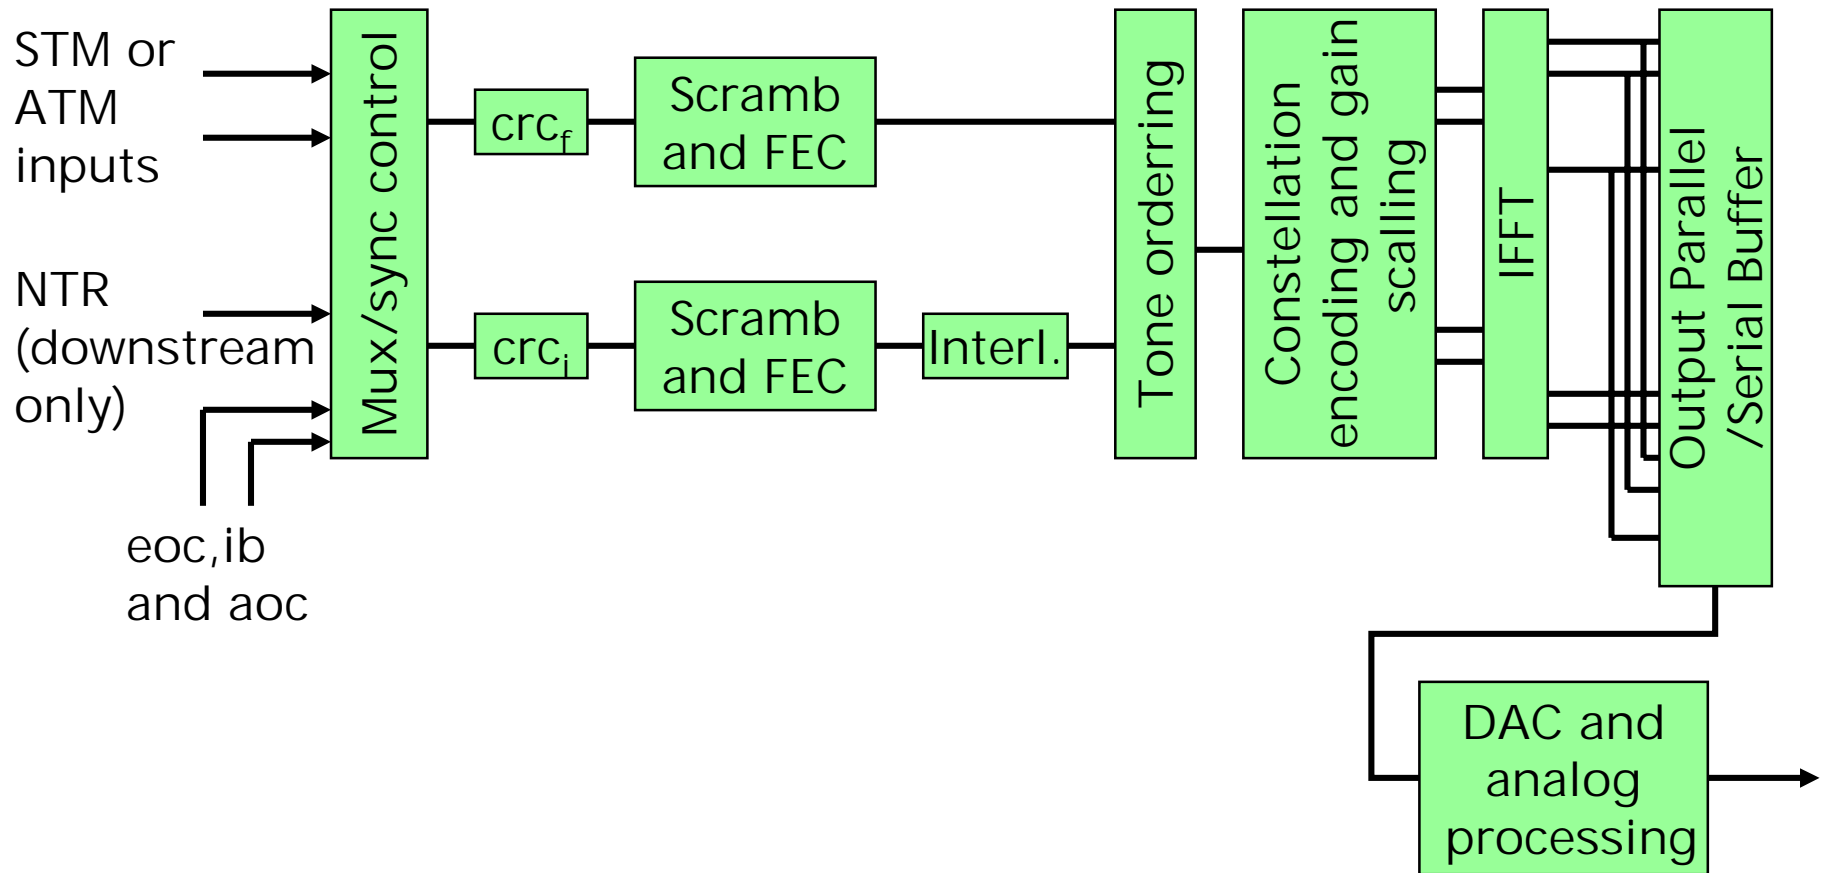 STM or
ATM
inputs
NTR
(downstream
only)
eoc,ib
and aoc
Mux/sync control
crcf
Scramb
and FEC
crci
Scramb
and FEC
Interl.
Tone orderring
Constellation
encoding and gain
scalling
IFFT
Output Parallel
/Serial Buffer
DAC and
analog
processing